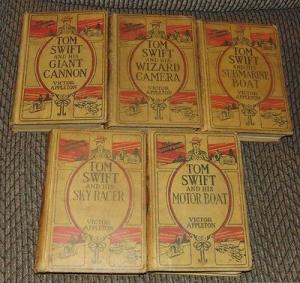 TOM
SWIFT
AND HIS
GIANT
CANNON
VICTOR
APPLETON
TOM
SWIFT
AND HIS
WIZARD
CAMERA
VICTOR
APPLETON
TOM
SWIFT
AND HIS
SUBMARINE
BOAT
VICTOR
APPLETON
TOM
SWIFT
AND HIS
SKY RACER
VICTOR
APPLETON
TOM
SWIFT
AND HIS
MOTOR BOAT
VICTOR
APPLETON